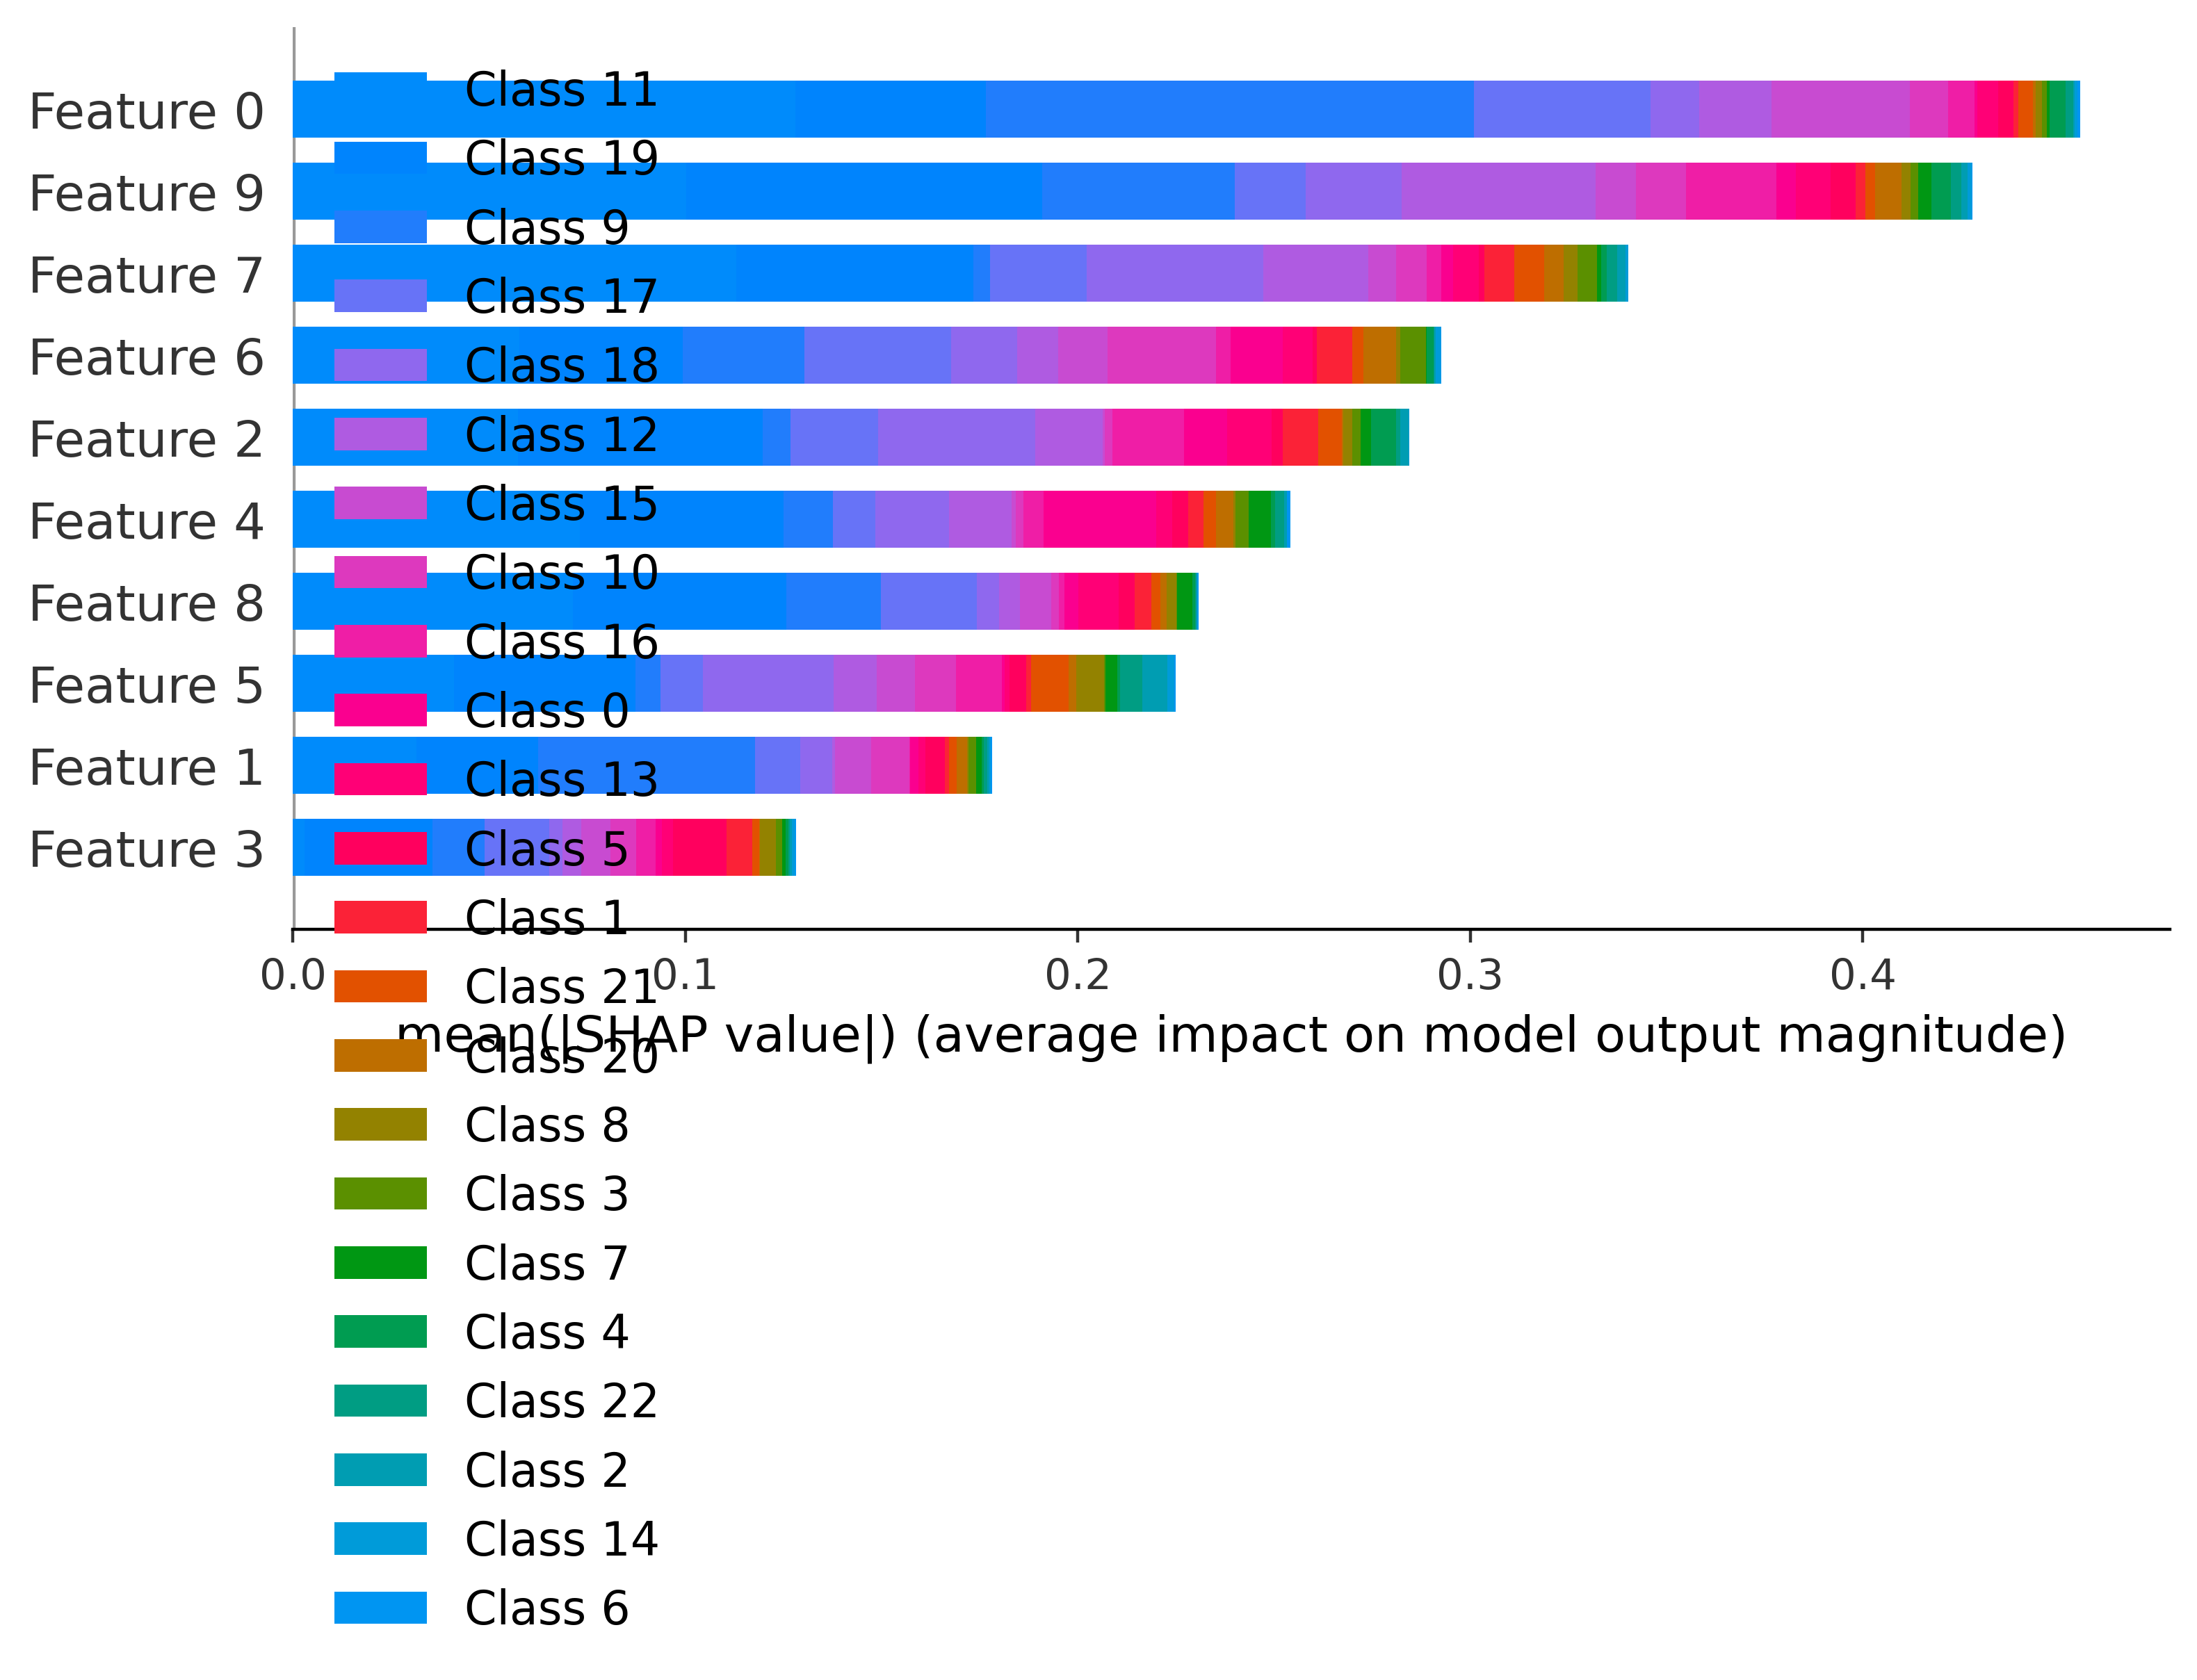 Feature 0
Feature 9
Feature 7
Feature 6
Feature 2
Feature 4
Feature 8
Feature 5
Feature 1
Feature 3
Class 11
Class 19
Class 9
Class 17
Class 18
Class 12
Class 15
Class 10
Class 16
Class 0
Class 13
Class 5
Class 1
Class 21
Class 20
Class 8
Class 3
Class 7
Class 4
Class 22
Class 2
Class 14
Class 6
0.0 0.1 0.2 0.3 0.4
mean(|SHAP value|) (average impact on model output magnitude)